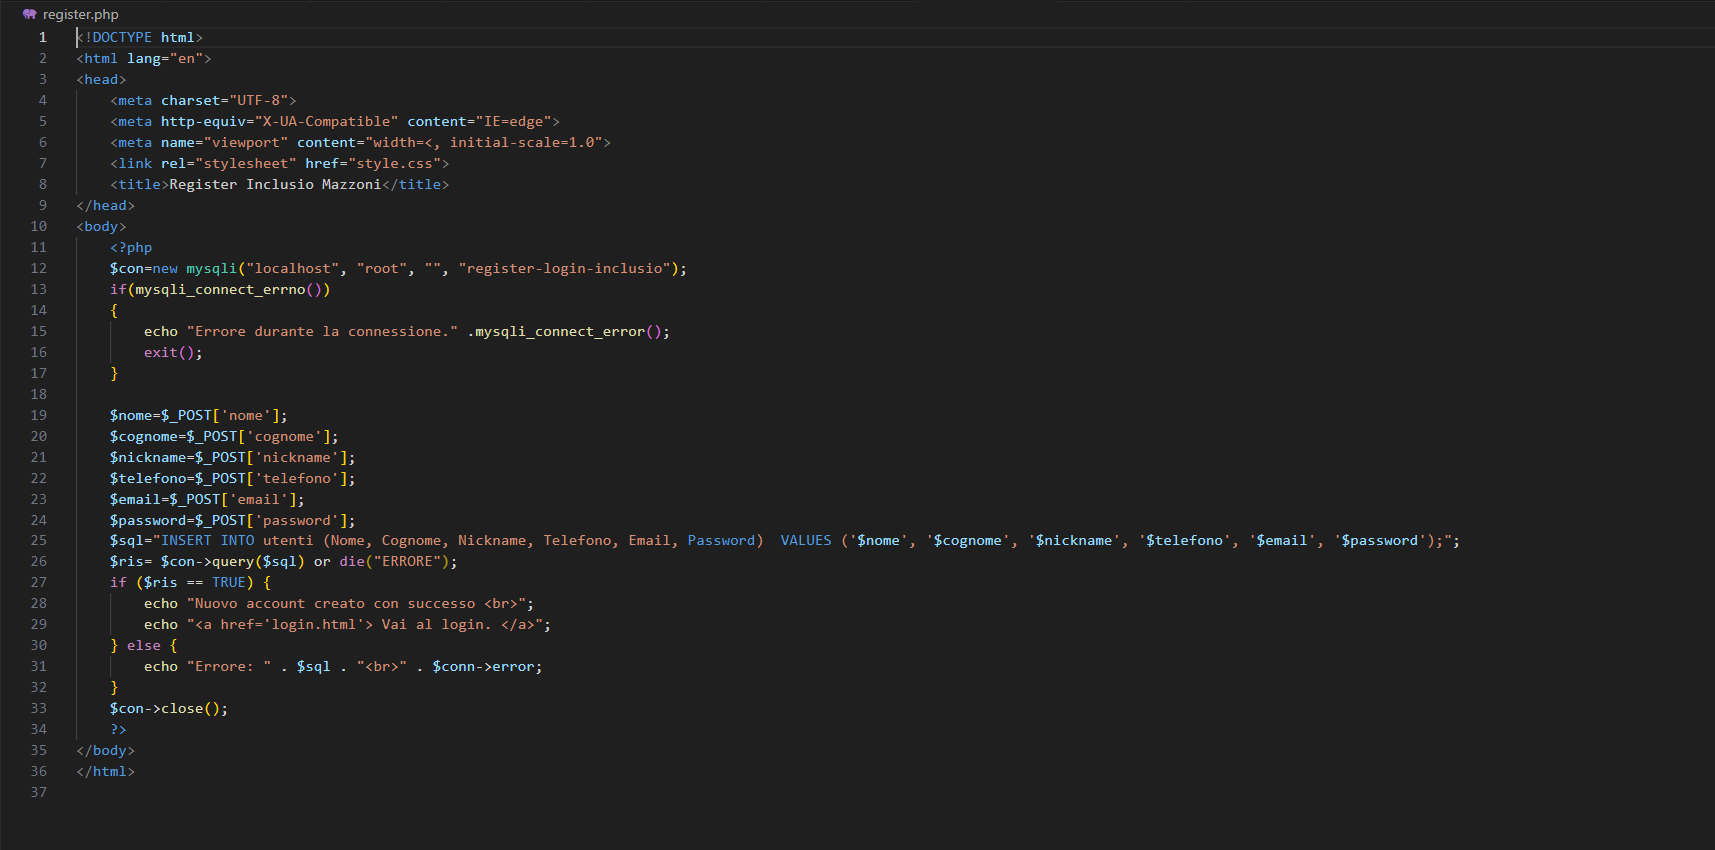 register.php
1 <!DOCTYPE html>
2 <html lang="en">
3 <head>
4     <meta charset="UTF-8">
5     <meta http-equiv="X-UA-Compatible" content="IE=edge">
6     <meta name="viewport" content="width=<, initial-scale=1.0">
7     <link rel="stylesheet" href="style.css">
8     <title>Register Inclusio Mazzoni</title>
9 </head>
10 <body>
11     <?php
12     $con=new mysqli("localhost", "root", "", "register-login-inclusio");
13     if(mysqli_connect_errno())
14     {
15         echo "Errore durante la connessione." .mysqli_connect_error();
16         exit();
17     }
18
19     $nome=$_POST['nome'];
20     $cognome=$_POST['cognome'];
21     $nickname=$_POST['nickname'];
22     $telefono=$_POST['telefono'];
23     $email=$_POST['email'];
24     $password=$_POST['password'];
25     $sql="INSERT INTO utenti (Nome, Cognome, Nickname, Telefono, Email, Password)  VALUES ('$nome', '$cognome', '$nickname', '$telefono', '$email', '$password');";
26     $ris= $con->query($sql) or die("ERRORE");
27     if ($ris == TRUE) {
28         echo "Nuovo account creato con successo <br>";
29         echo "<a href='login.html'> Vai al login. </a>";
30     } else {
31         echo "Errore: " . $sql . "<br>" . $conn->error;
32     }
33     $con->close();
34     ?>
35 </body>
36 </html>
37